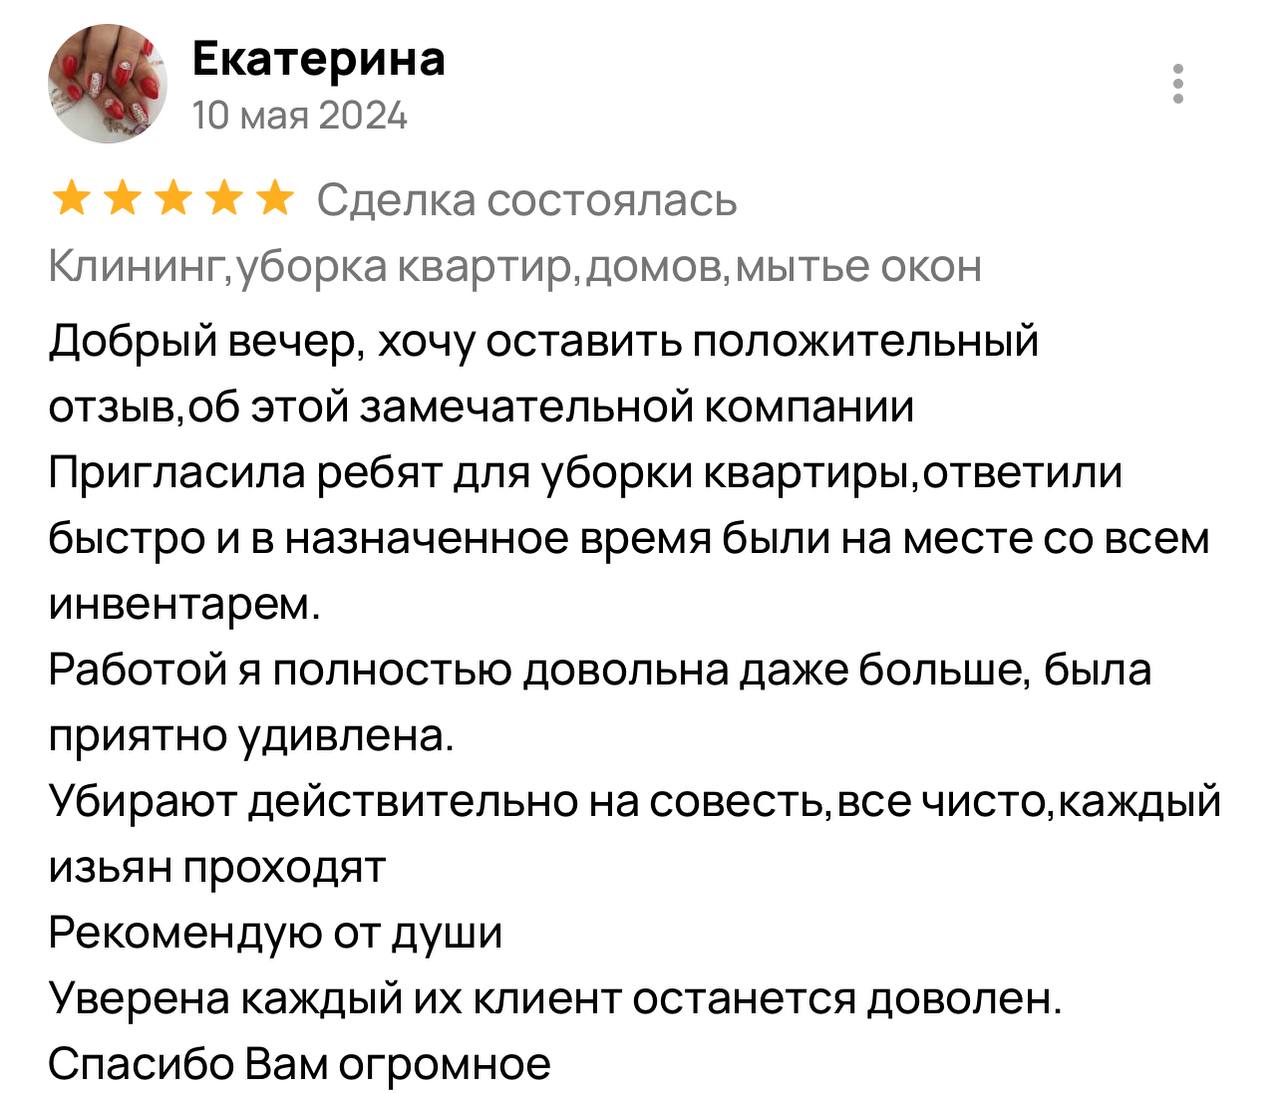 Екатерина
10 мая 2024
Сделка состоялась
Клининг,уборка квартир,домов,мытье окон
Добрый вечер, хочу оставить положительный
отзыв,об этой замечательной компании
Пригласила ребят для уборки квартиры,ответили
быстро и в назначенное время были на месте со всем
инвентарем.
Работой я полностью довольна даже больше, была
приятно удивлена.
Убирают действительно на совесть,все чисто,каждый
изьян проходят
Рекомендую от души
Уверена каждый их клиент останется доволен.
Спасибо Вам огромное